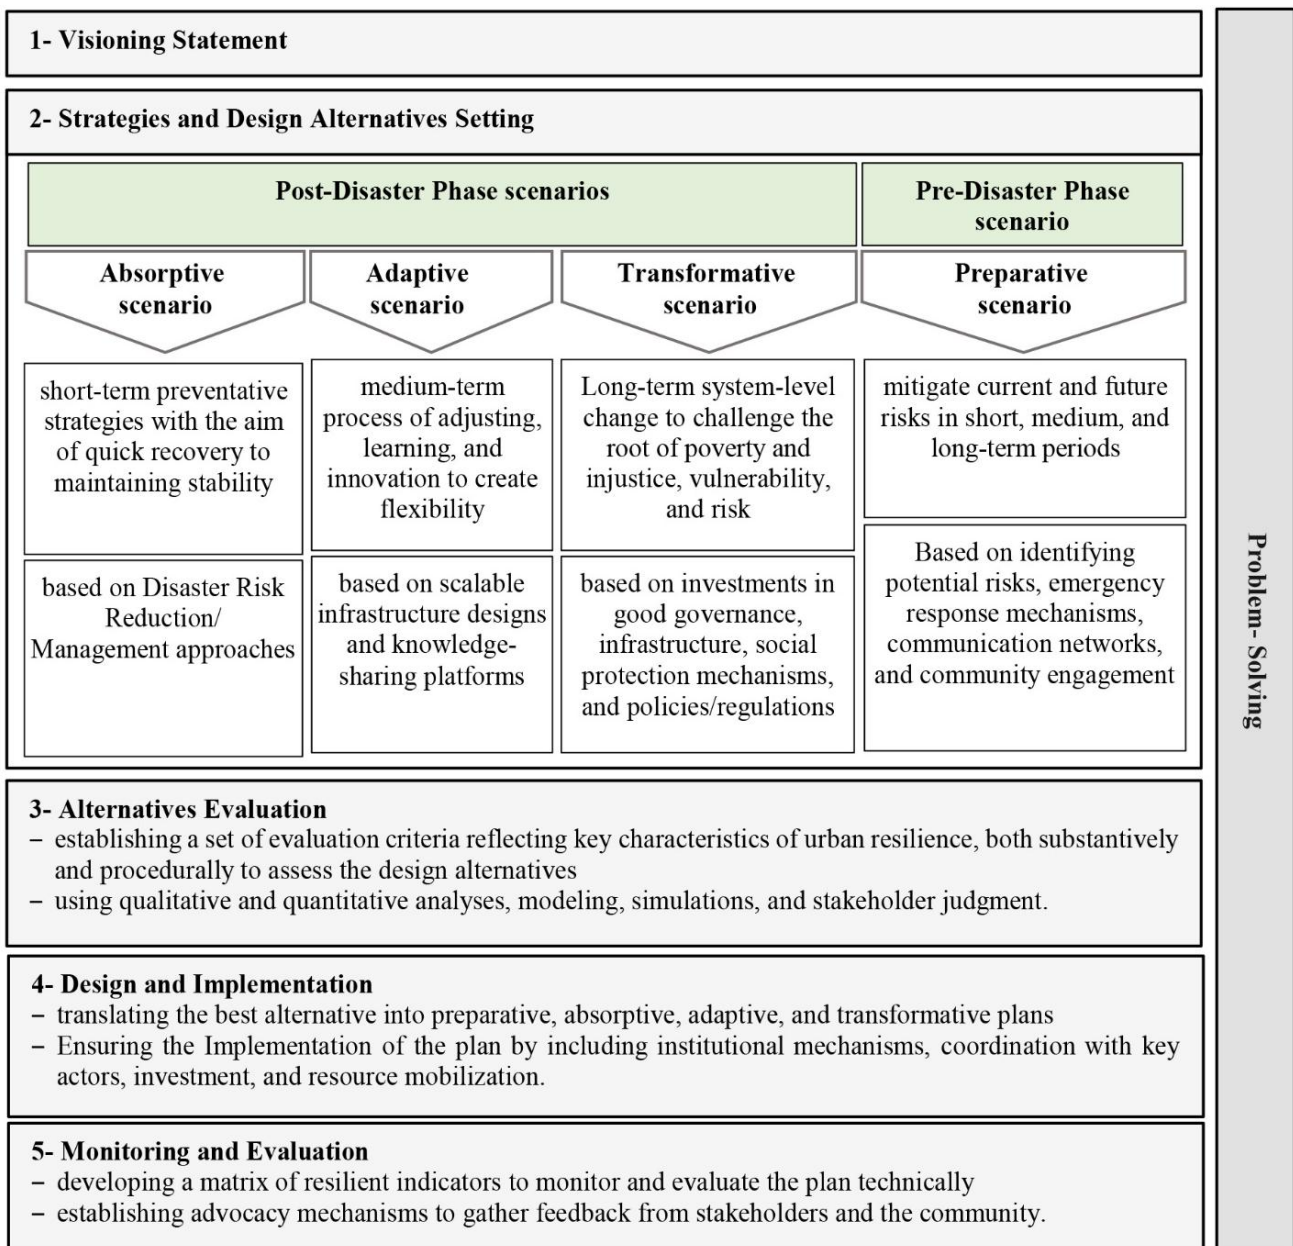 1- Visioning Statement
2- Strategies and Design Alternatives Setting
Post-Disaster Phase scenarios
Pre-Disaster Phase
scenario
Absorptive
scenario
Adaptive
scenario
Transformative
scenario
Preparative
scenario
short-term preventative
strategies with the aim
of quick recovery to
maintaining stability
medium-term
process of adjusting,
learning, and
innovation to create
flexibility
Long-term system-level
change to challenge the
root of poverty and
injustice, vulnerability,
and risk
mitigate current and future
risks in short, medium, and
long-term periods
based on Disaster Risk
Reduction/
Management approaches
based on scalable
infrastructure designs
and knowledge-
sharing platforms
based on investments in
good governance,
infrastructure, social
protection mechanisms,
and policies/regulations
Based on identifying
potential risks, emergency
response mechanisms,
communication networks,
and community engagement
3- Alternatives Evaluation
– establishing a set of evaluation criteria reflecting key characteristics of urban resilience, both substantively
and procedurally to assess the design alternatives
– using qualitative and quantitative analyses, modeling, simulations, and stakeholder judgment.
4- Design and Implementation
– translating the best alternative into preparative, absorptive, adaptive, and transformative plans
– Ensuring the Implementation of the plan by including institutional mechanisms, coordination with key
actors, investment, and resource mobilization.
5- Monitoring and Evaluation
– developing a matrix of resilient indicators to monitor and evaluate the plan technically
– establishing advocacy mechanisms to gather feedback from stakeholders and the community.
Problem- Solving